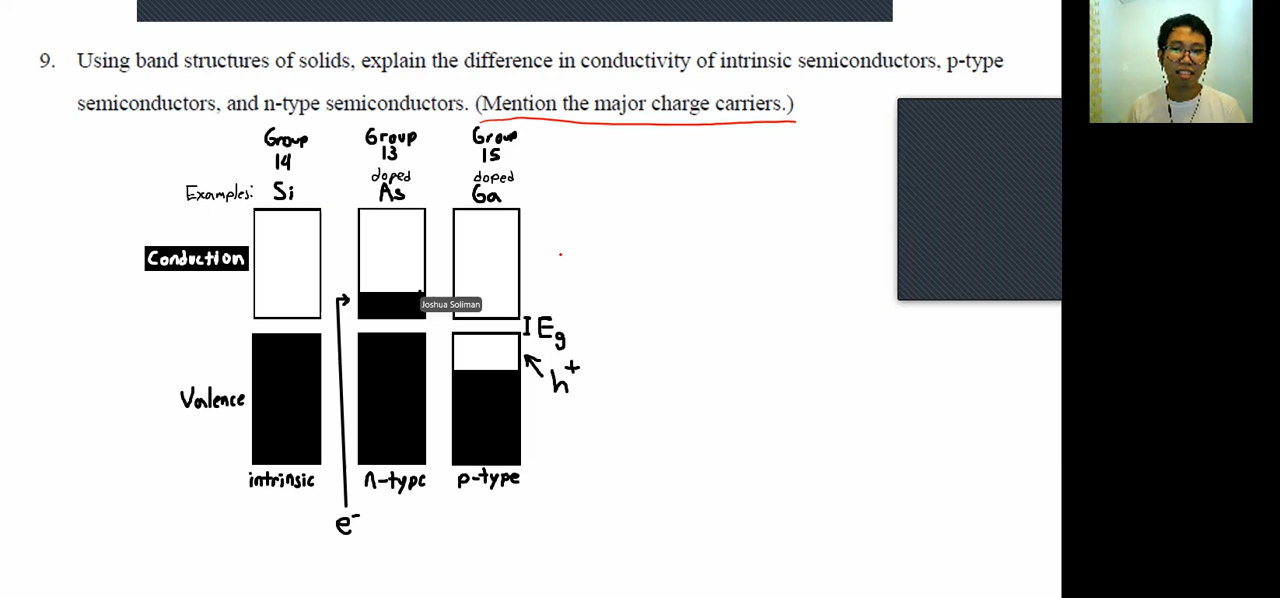 9. Using band structures of solids, explain the difference in conductivity of intrinsic semiconductors, p-type
semiconductors, and n-type semiconductors. (Mention the major charge carriers.)
Group Group Group
14 13 15
doped doped
Examples: Si As Ga
Conduction
Joshua Soliman
I Eg
h+
Valence
intrinsic n-type p-type
e-